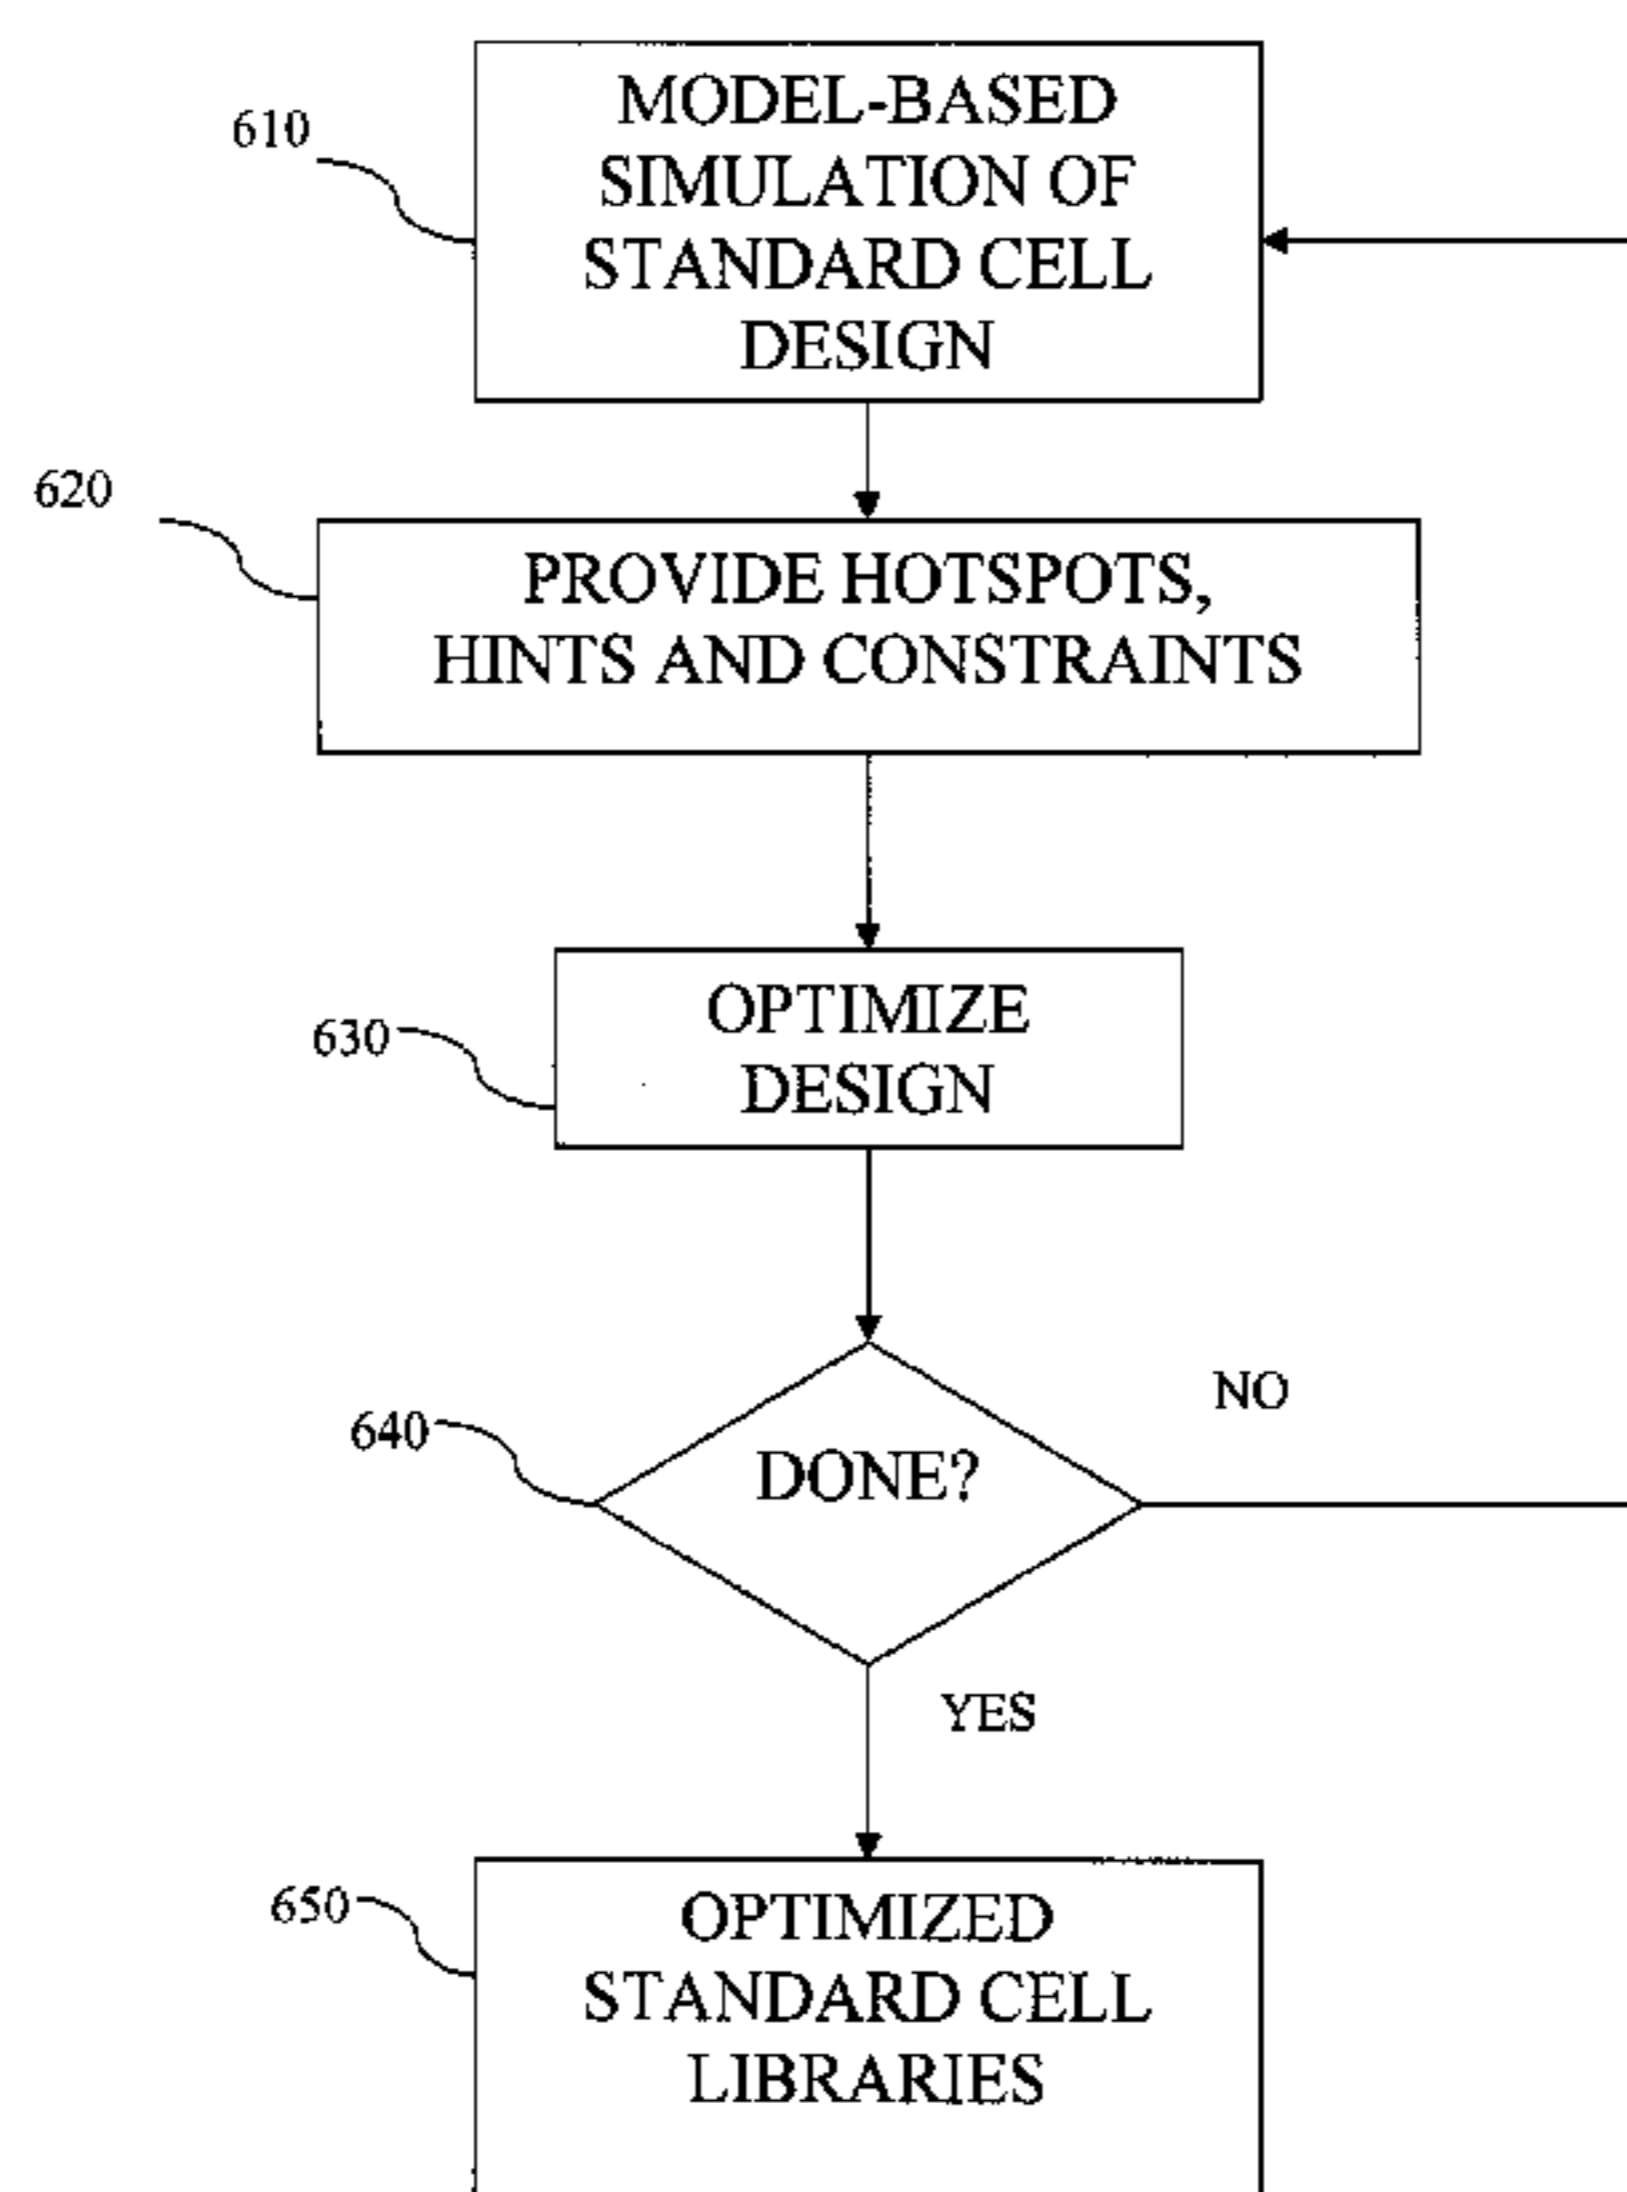 610
MODEL-BASED
SIMULATION OF
STANDARD CELL
DESIGN
620
PROVIDE HOTSPOTS,
HINTS AND CONSTRAINTS
630
OPTIMIZE
DESIGN
640
DONE?
NO
YES
650
OPTIMIZED
STANDARD CELL
LIBRARIES